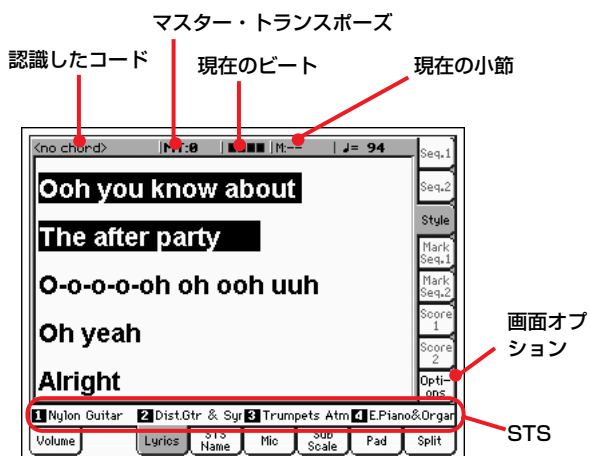 マスター・トランスポーズ
認識したコード
現在のビート
現在の小節
<no chord> MT:0 M:-- ♩= 94
Seq.1
Ooh you know about
Seq.2
Style
The after party
Mark Seq.1
O-o-o-o-oh oh ooh uuh
Mark Seq.2
Score 1
Oh yeah
画面オプ
ション
Score 2
Alright
Opti-ons
1 Nylon Guitar 2 Dist.Gtr & Syn 3 Trumpets Atm 4 E.Piano&Organ
STS
Volume Lyrics STS Name Mic Sub Scale Pad Split